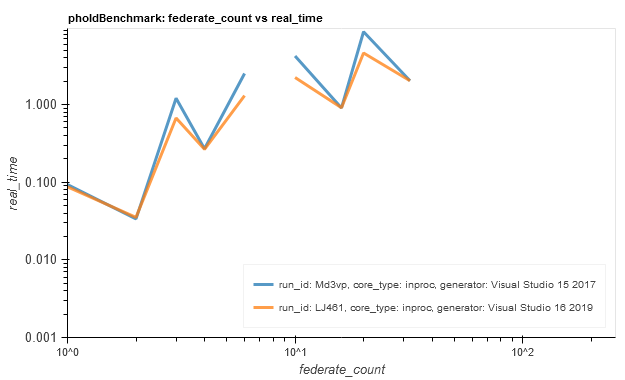 pholdBenchmark: federate_count vs real_time
real_time
1.000
0.100
0.010
0.001
10^0
10^1
10^2
federate_count
run_id: Md3vp, core_type: inproc, generator: Visual Studio 15 2017
run_id: LJ461, core_type: inproc, generator: Visual Studio 16 2019